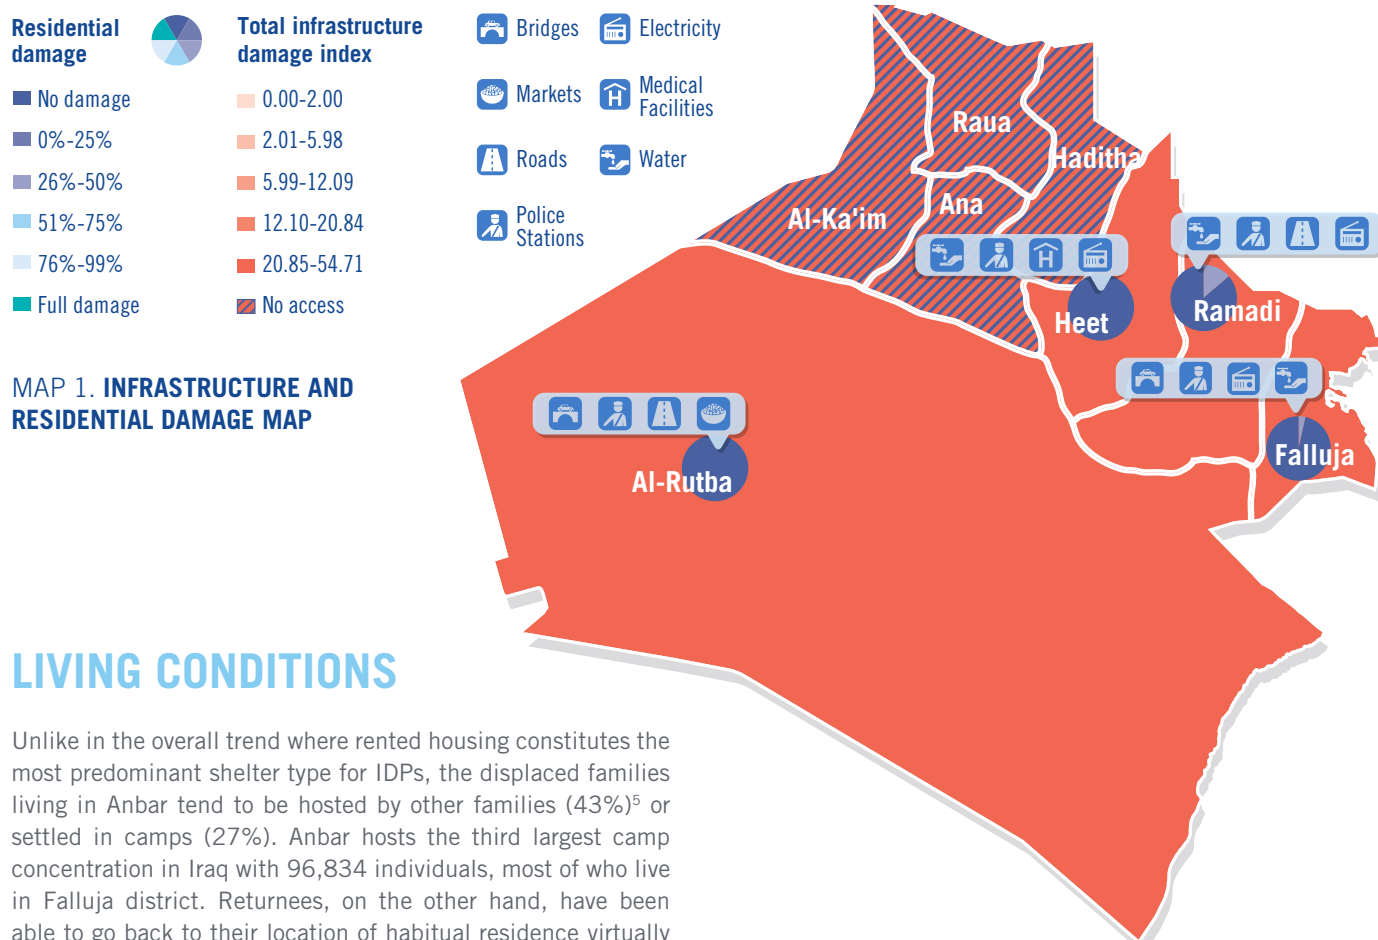 Residential
damage
No damage
0%-25%
26%-50%
51%-75%
76%-99%
Full damage
Total infrastructure
damage index
0.00-2.00
2.01-5.98
5.99-12.09
12.10-20.84
20.85-54.71
No access
Bridges
Electricity
Markets
Medical
Facilities
Roads
Water
Police
Stations
MAP 1. INFRASTRUCTURE AND
RESIDENTIAL DAMAGE MAP
Raua
Haditha
Ana
Al-Ka'im
Heet
Ramadi
Falluja
Al-Rutba
LIVING CONDITIONS
Unlike in the overall trend where rented housing constitutes the
most predominant shelter type for IDPs, the displaced families
living in Anbar tend to be hosted by other families (43%)⁵ or
settled in camps (27%). Anbar hosts the third largest camp
concentration in Iraq with 96,834 individuals, most of who live
in Falluja district. Returnees, on the other hand, have been
able to go back to their location of habitual residence virtually